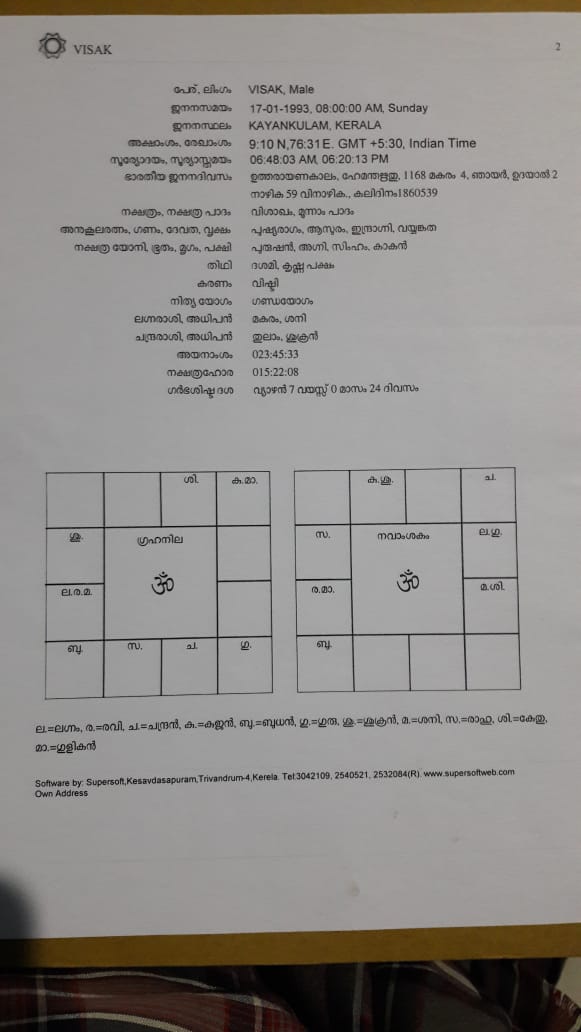 VISAK
2
പേര്, ലിംഗം VISAK, Male
ജനനസമയം 17-01-1993, 08:00:00 AM, Sunday
ജനനസ്ഥലം KAYANKULAM, KERALA
അക്ഷാംശം, രേഖാംശം 9:10 N,76:31 E. GMT +5:30, Indian Time
സൂര്യോദയം, സൂര്യാസ്തമയം 06:48:03 AM, 06:20:13 PM
ഭാരതീയ ജനനദിവസം ഉത്തരായണകാലം, ഹേമന്തഋതു, 1168 മകരം 4, ഞായർ, ഉദയാൽ 2
നാഴിക 59 വിനാഴിക., കലിദിനം1860539
നക്ഷത്രം, നക്ഷത്ര പാദം വിശാഖം, മൂന്നാം പാദം
അനുകൂലരത്നം, ഗണം, ദേവത, വൃക്ഷം പുഷ്യരാഗം, ആസുരം, ഇന്ദ്രാഗ്നി, വയ്യങ്കത
നക്ഷത്ര യോനി, ഭൂതം, മൃഗം, പക്ഷി പുരുഷൻ, അഗ്നി, സിംഹം, കാകൻ
തിഥി ദശമി, കൃഷ്ണ പക്ഷം
കരണം വിഷ്ടി
നിത്യ യോഗം ഗണ്ഡയോഗം
ലഗ്നരാശി, അധിപൻ മകരം, ശനി
ചന്ദ്രരാശി, അധിപൻ തുലാം, ശുക്രൻ
അയനാംശം 023:45:33
നക്ഷത്രഹോര 015:22:08
ഗർഭശിഷ്ട ദശ വ്യാഴൻ 7 വയസ്സ് 0 മാസം 24 ദിവസം
ശി. കു.മാ.
ശു. ഗ്രഹനില
ॐ
ല.ര.മ.
ബു. സ. ച. ഗു.
കു.ശു. ച.
സ. നവാംശകം ല.ഗു.
ॐ
ര.മാ. മ.ശി.
ബു.
ല.=ലഗ്നം, ര.=രവി, ച.=ചന്ദ്രൻ, കു.=കുജൻ, ബു.=ബുധൻ, ഗു.=ഗുരു, ശു.=ശുക്രൻ, മ.=ശനി, സ.=രാഹു, ശി.=കേതു,
മാ.=ഗുളികൻ
Software by: Supersoft,Kesavdasapuram,Trivandrum-4,Kerela. Tel:3042109, 2540521, 2532084(R). www.supersoftweb.com
Own Address